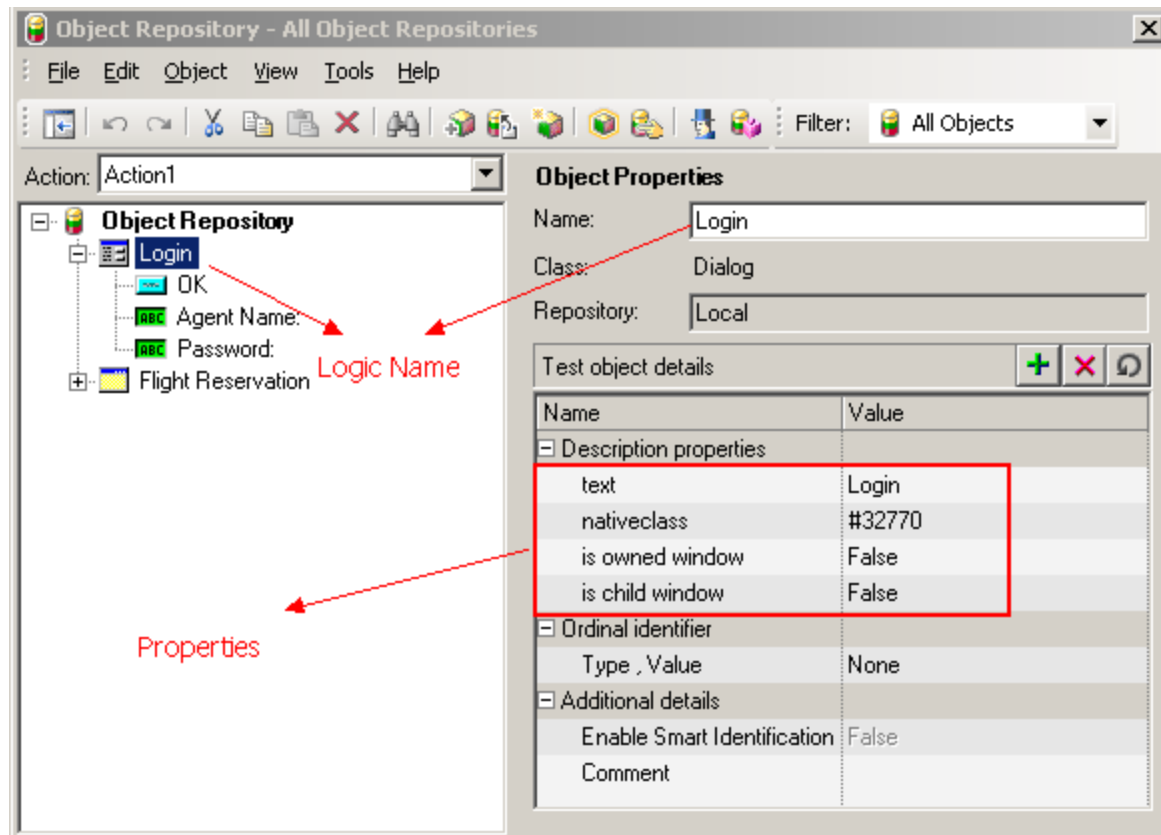 Object Repository - All Object Repositories
File Edit Object View Tools Help
Filter: All Objects
Action: Action1
Object Repository
Login
OK
Agent Name:
Password:
Flight Reservation
Logic Name
Properties
Object Properties
Name: Login
Class: Dialog
Repository: Local
Test object details
Name Value
Description properties
text Login
nativeclass #32770
is owned window False
is child window False
Ordinal identifier
Type , Value None
Additional details
Enable Smart Identification False
Comment